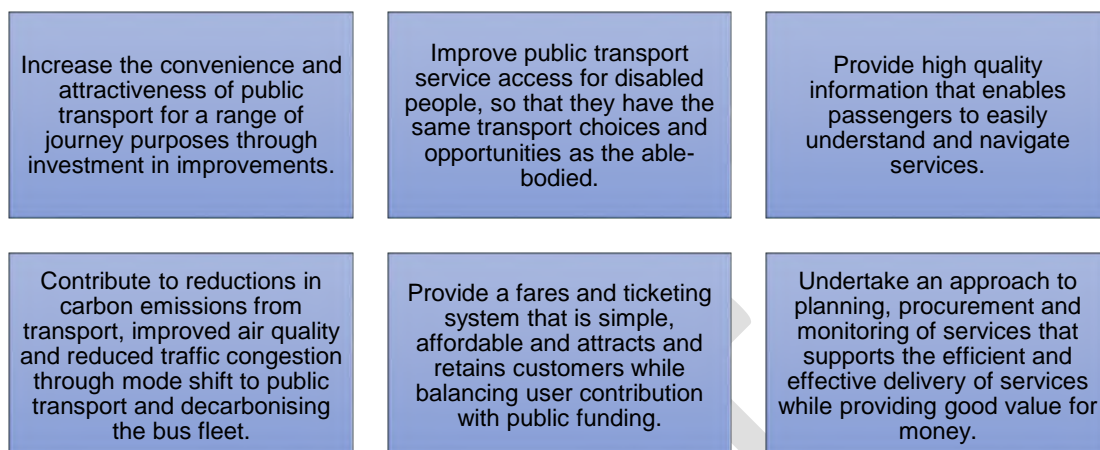 Increase the convenience and
attractiveness of public
transport for a range of
journey purposes through
investment in improvements.
Improve public transport
service access for disabled
people, so that they have the
same transport choices and
opportunities as the able-
bodied.
Provide high quality
information that enables
passengers to easily
understand and navigate
services.
Contribute to reductions in
carbon emissions from
transport, improved air quality
and reduced traffic congestion
through mode shift to public
transport and decarbonising
the bus fleet.
Provide a fares and ticketing
system that is simple,
affordable and attracts and
retains customers while
balancing user contribution
with public funding.
Undertake an approach to
planning, procurement and
monitoring of services that
supports the efficient and
effective delivery of services
while providing good value for
money.